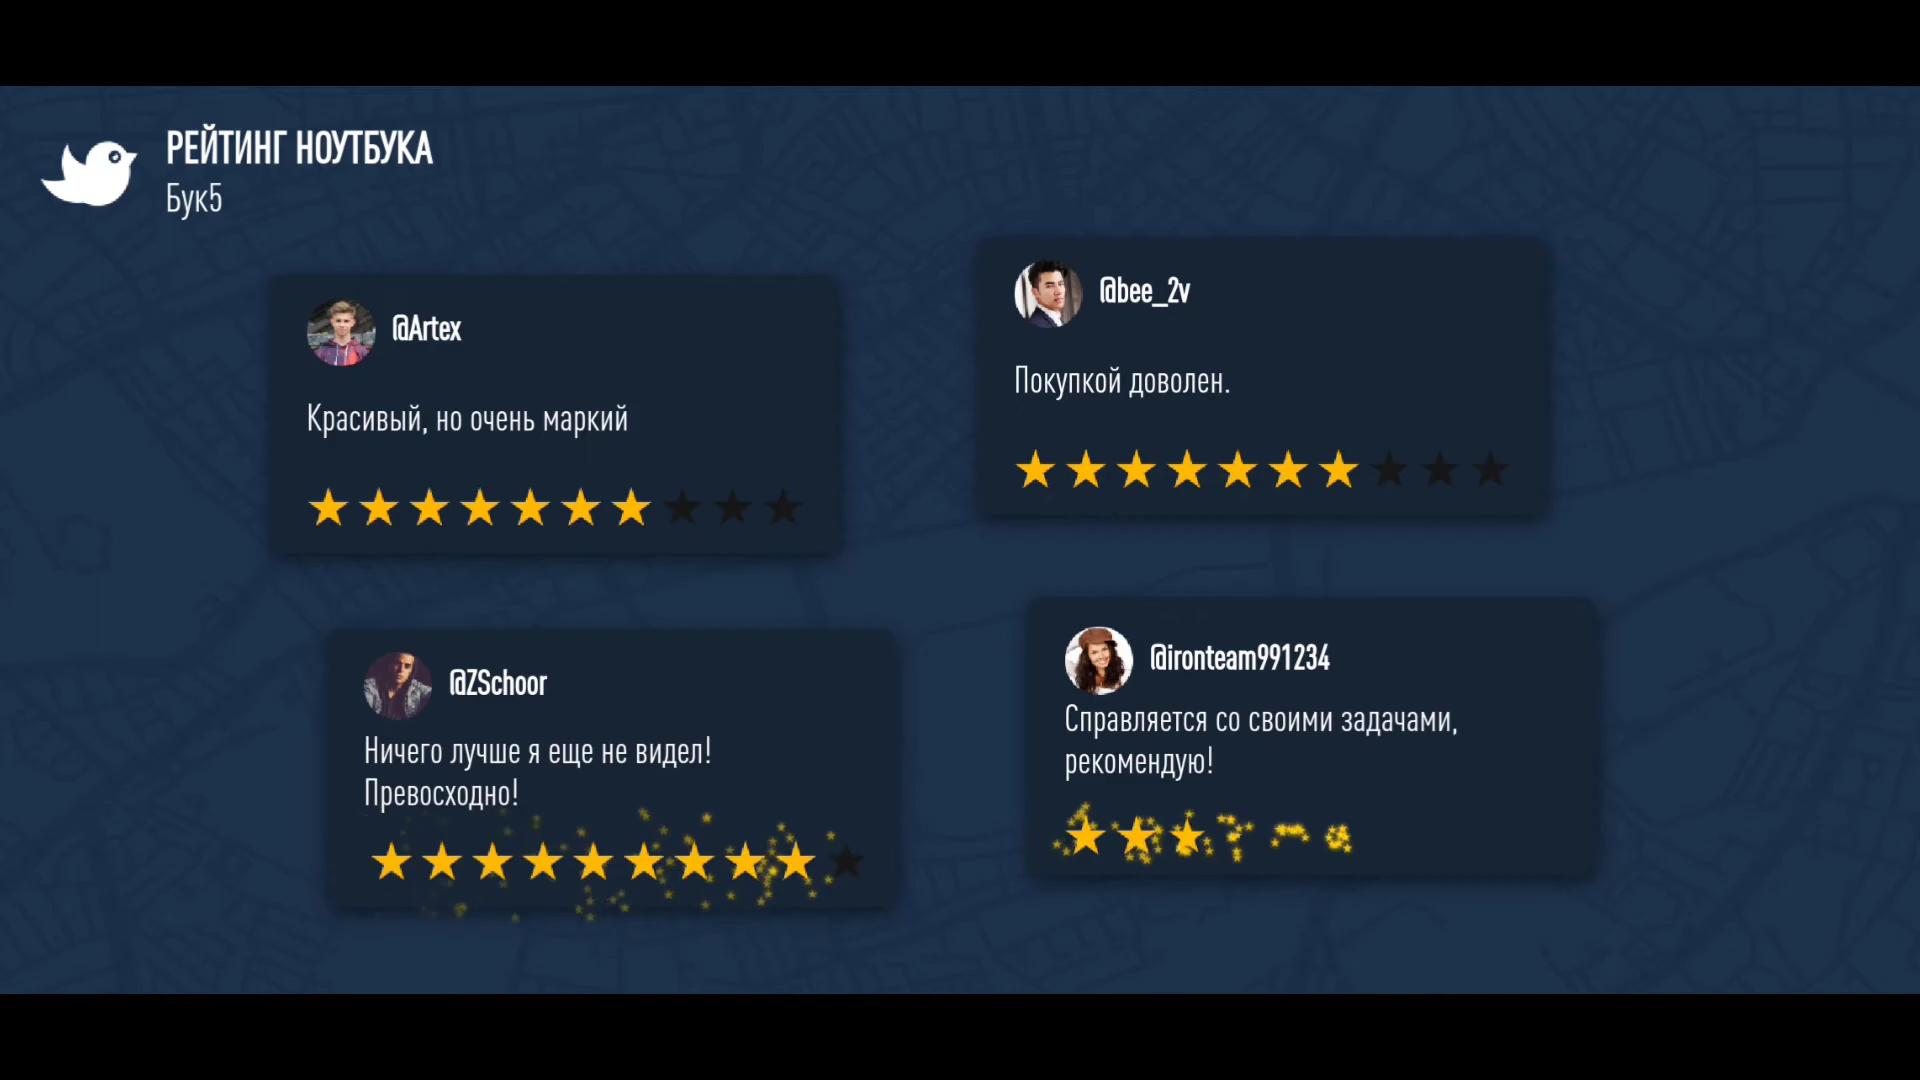 РЕЙТИНГ НОУТБУКА
Бук5
@Artex
Красивый, но очень маркий
@bee_2v
Покупкой доволен.
@ZSchoor
Ничего лучше я еще не видел!
Превосходно!
@ironteam991234
Справляется со своими задачами,
рекомендую!